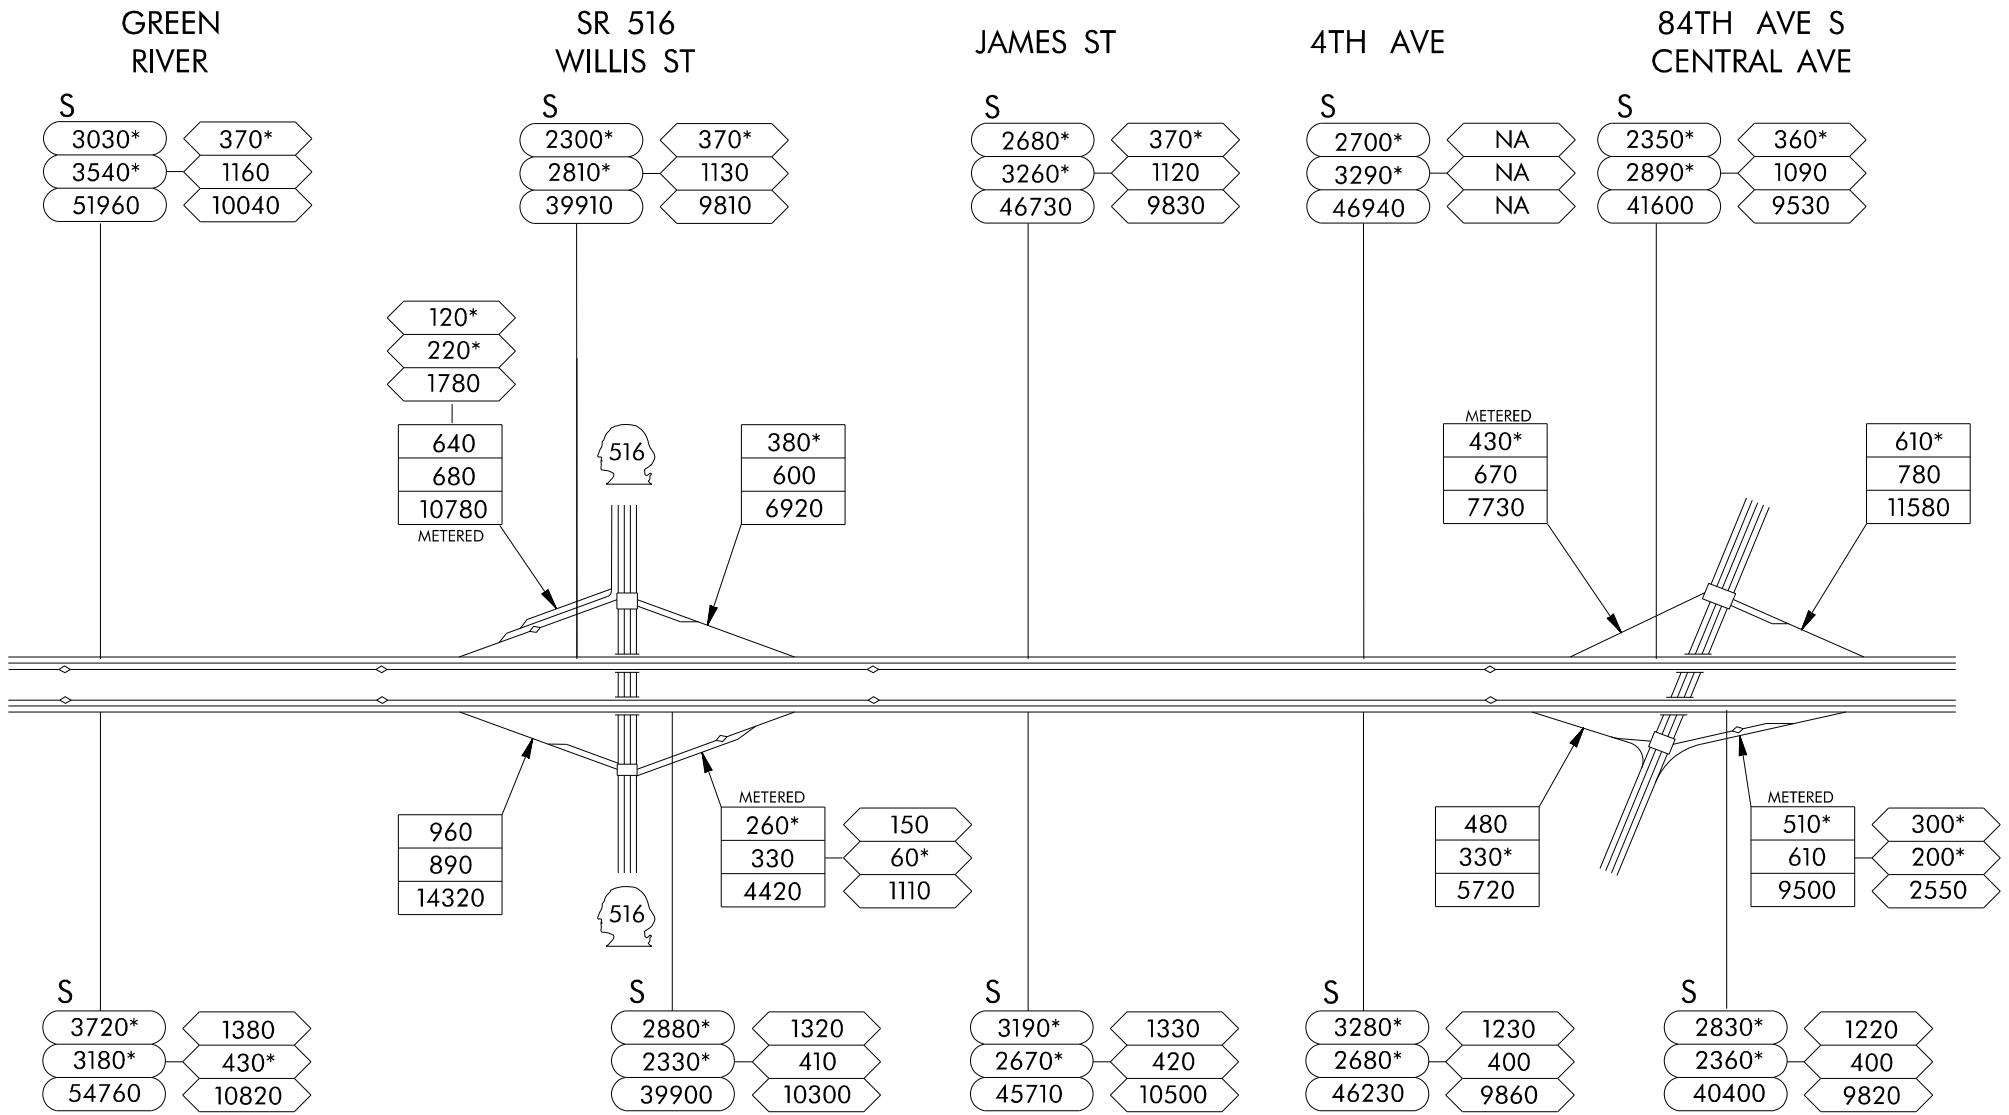 GREEN
RIVER
SR 516
WILLIS ST
JAMES ST
4TH AVE
84TH AVE S
CENTRAL AVE
S
3030* 370*
3540* 1160
51960 10040
S
2300* 370*
2810* 1130
39910 9810
S
2680* 370*
3260* 1120
46730 9830
S
2700* NA
3290* NA
46940 NA
S
2350* 360*
2890* 1090
41600 9530
120*
220*
1780
640
680
10780
METERED
516
380*
600
6920
METERED
430*
670
7730
610*
780
11580
960
890
14320
516
METERED
260* 150
330 60*
4420 1110
480
330*
5720
METERED
510* 300*
610 200*
9500 2550
S
3720* 1380
3180* 430*
54760 10820
S
2880* 1320
2330* 410
39900 10300
S
3190* 1330
2670* 420
45710 10500
S
3280* 1230
2680* 400
46230 9860
S
2830* 1220
2360* 400
40400 9820